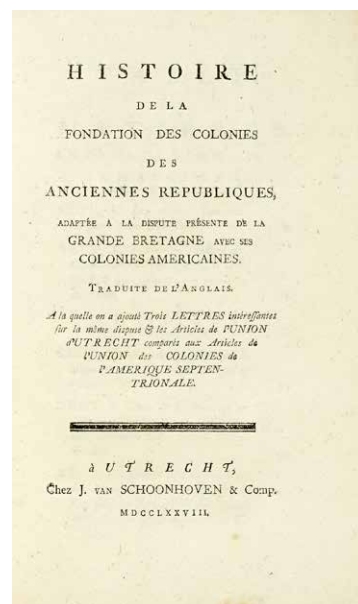 HISTOIRE
DE LA
FONDATION DES COLONIES
DES
ANCIENNES REPUBLIQUES,
ADAPTÉE A LA DISPUTE PRÉSENTE DE LA
GRANDE BRETAGNE AVEC SES
COLONIES AMERICAINES.
TRADUITE DE L'ANGLAIS.
A la quelle on a ajouté Trois LETTRES intéreſſantes
ſur la même diſpute & les Articles de l'UNION
d'UTRECHT comparés aux Articles de
l'UNION des COLONIES de
l'AMERIQUE SEPTEN-
TRIONALE.
à UTRECHT,
Chez J. VAN SCHOONHOVEN & Comp.
MDCCLXXVIII.